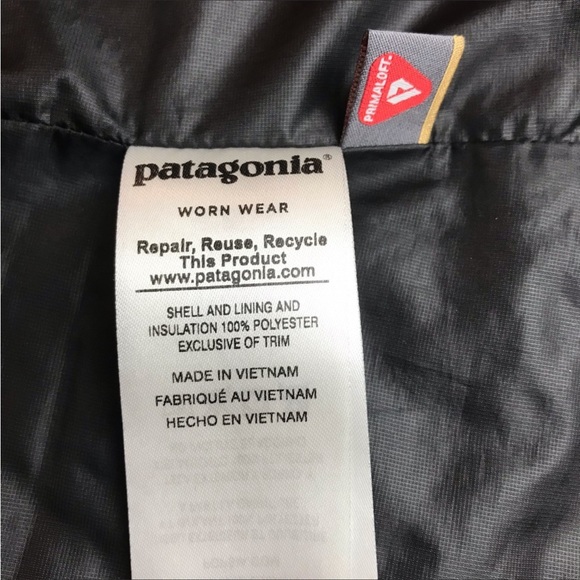 PRIMALOFT®
patagonia®
WORN WEAR
Repair, Reuse, Recycle
This Product
www.patagonia.com
SHELL AND LINING AND
INSULATION 100% POLYESTER
EXCLUSIVE OF TRIM
MADE IN VIETNAM
FABRIQUÉ AU VIETNAM
HECHO EN VIETNAM